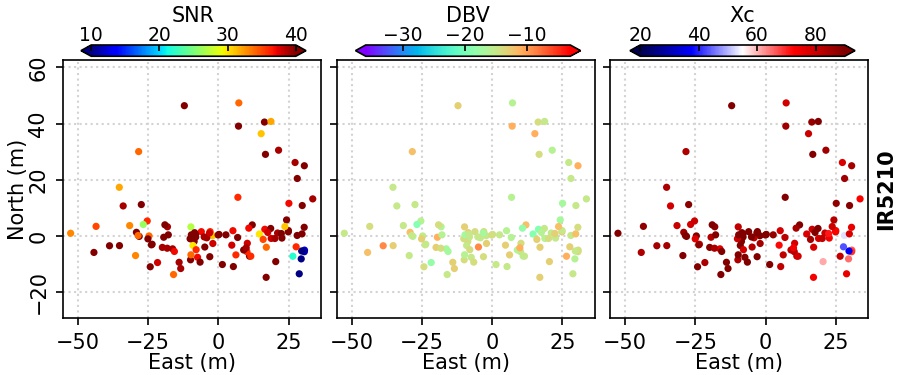 SNR DBV Xc
10 20 30 40 −30 −20 −10 20 40 60 80
60
40
20
0
−20
North (m)
IR5210
−50 −25 0 25 −50 −25 0 25 −50 −25 0 25
East (m) East (m) East (m)